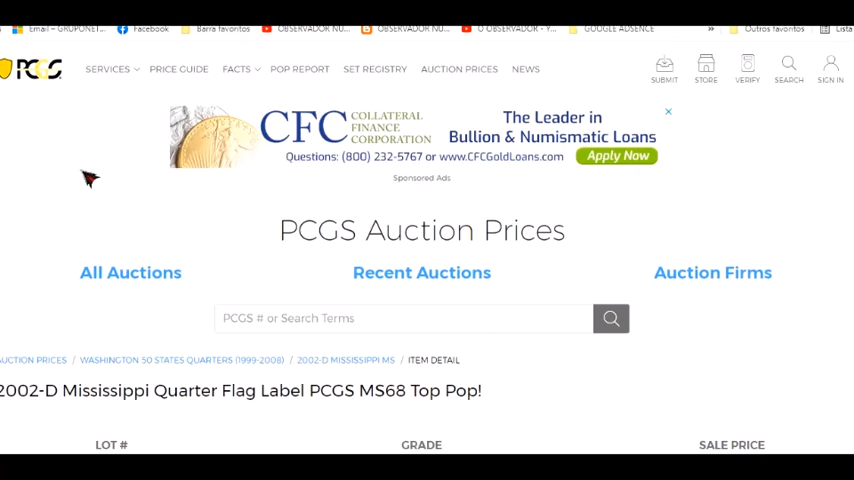 Email – GRUPONET... Facebook Barra favoritos OBSERVADOR NU... OBSERVADOR NU... O OBSERVADOR - Y... GOOGLE ADSENCE » Outros favoritos Lista
PCGS SERVICES PRICE GUIDE FACTS POP REPORT SET REGISTRY AUCTION PRICES NEWS SUBMIT STORE VERIFY SEARCH SIGN IN
CFC COLLATERAL FINANCE CORPORATION
The Leader in
Bullion & Numismatic Loans
Questions: (800) 232-5767 or www.CFCGoldLoans.com Apply Now
Sponsored Ads
PCGS Auction Prices
All Auctions Recent Auctions Auction Firms
PCGS # or Search Terms
AUCTION PRICES / WASHINGTON 50 STATES QUARTERS (1999-2008) / 2002-D MISSISSIPPI MS / ITEM DETAIL
2002-D Mississippi Quarter Flag Label PCGS MS68 Top Pop!
LOT # GRADE SALE PRICE